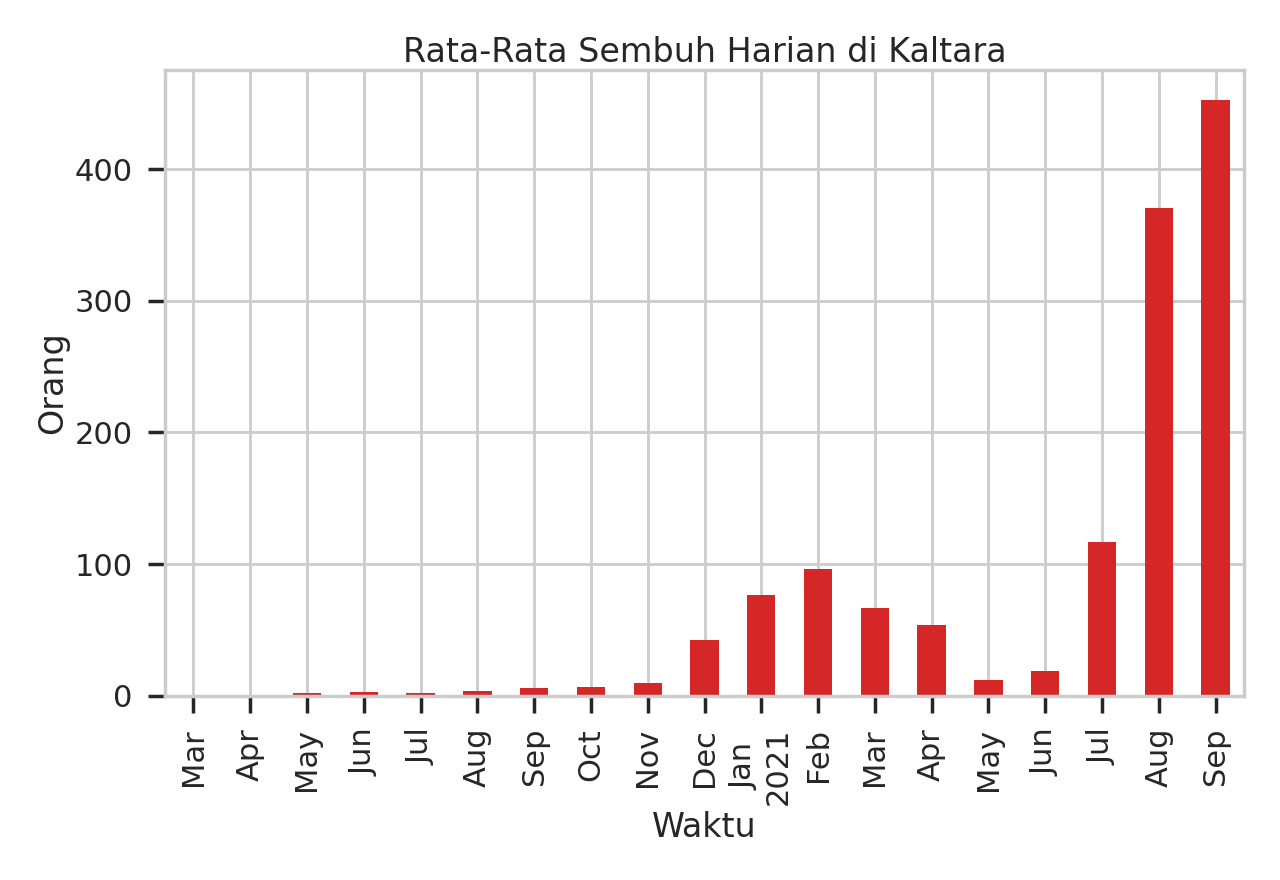 Rata-Rata Sembuh Harian di Kaltara
400
300
200
100
0
Orang
Mar
Apr
May
Jun
Jul
Aug
Sep
Oct
Nov
Dec
Jan
2021
Feb
Mar
Apr
May
Jun
Jul
Aug
Sep
Waktu